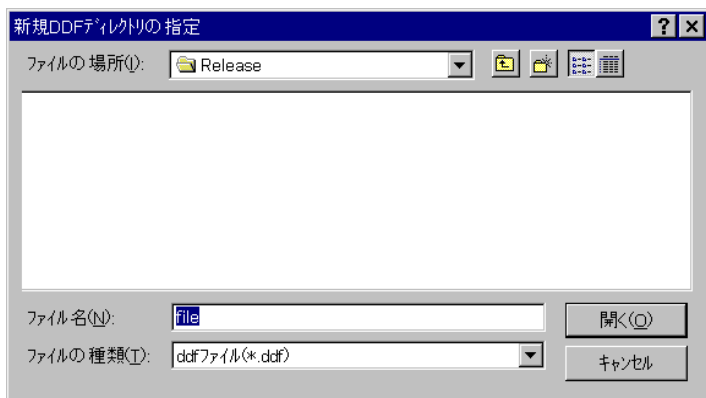 新規DDFﾃﾞｨﾚｸﾄﾘの指定
ﾌｧｲﾙの場所(I):
Release
ﾌｧｲﾙ名(N):
file
開く(O)
ﾌｧｲﾙの種類(T):
ddfﾌｧｲﾙ(*.ddf)
ｷｬﾝｾﾙ